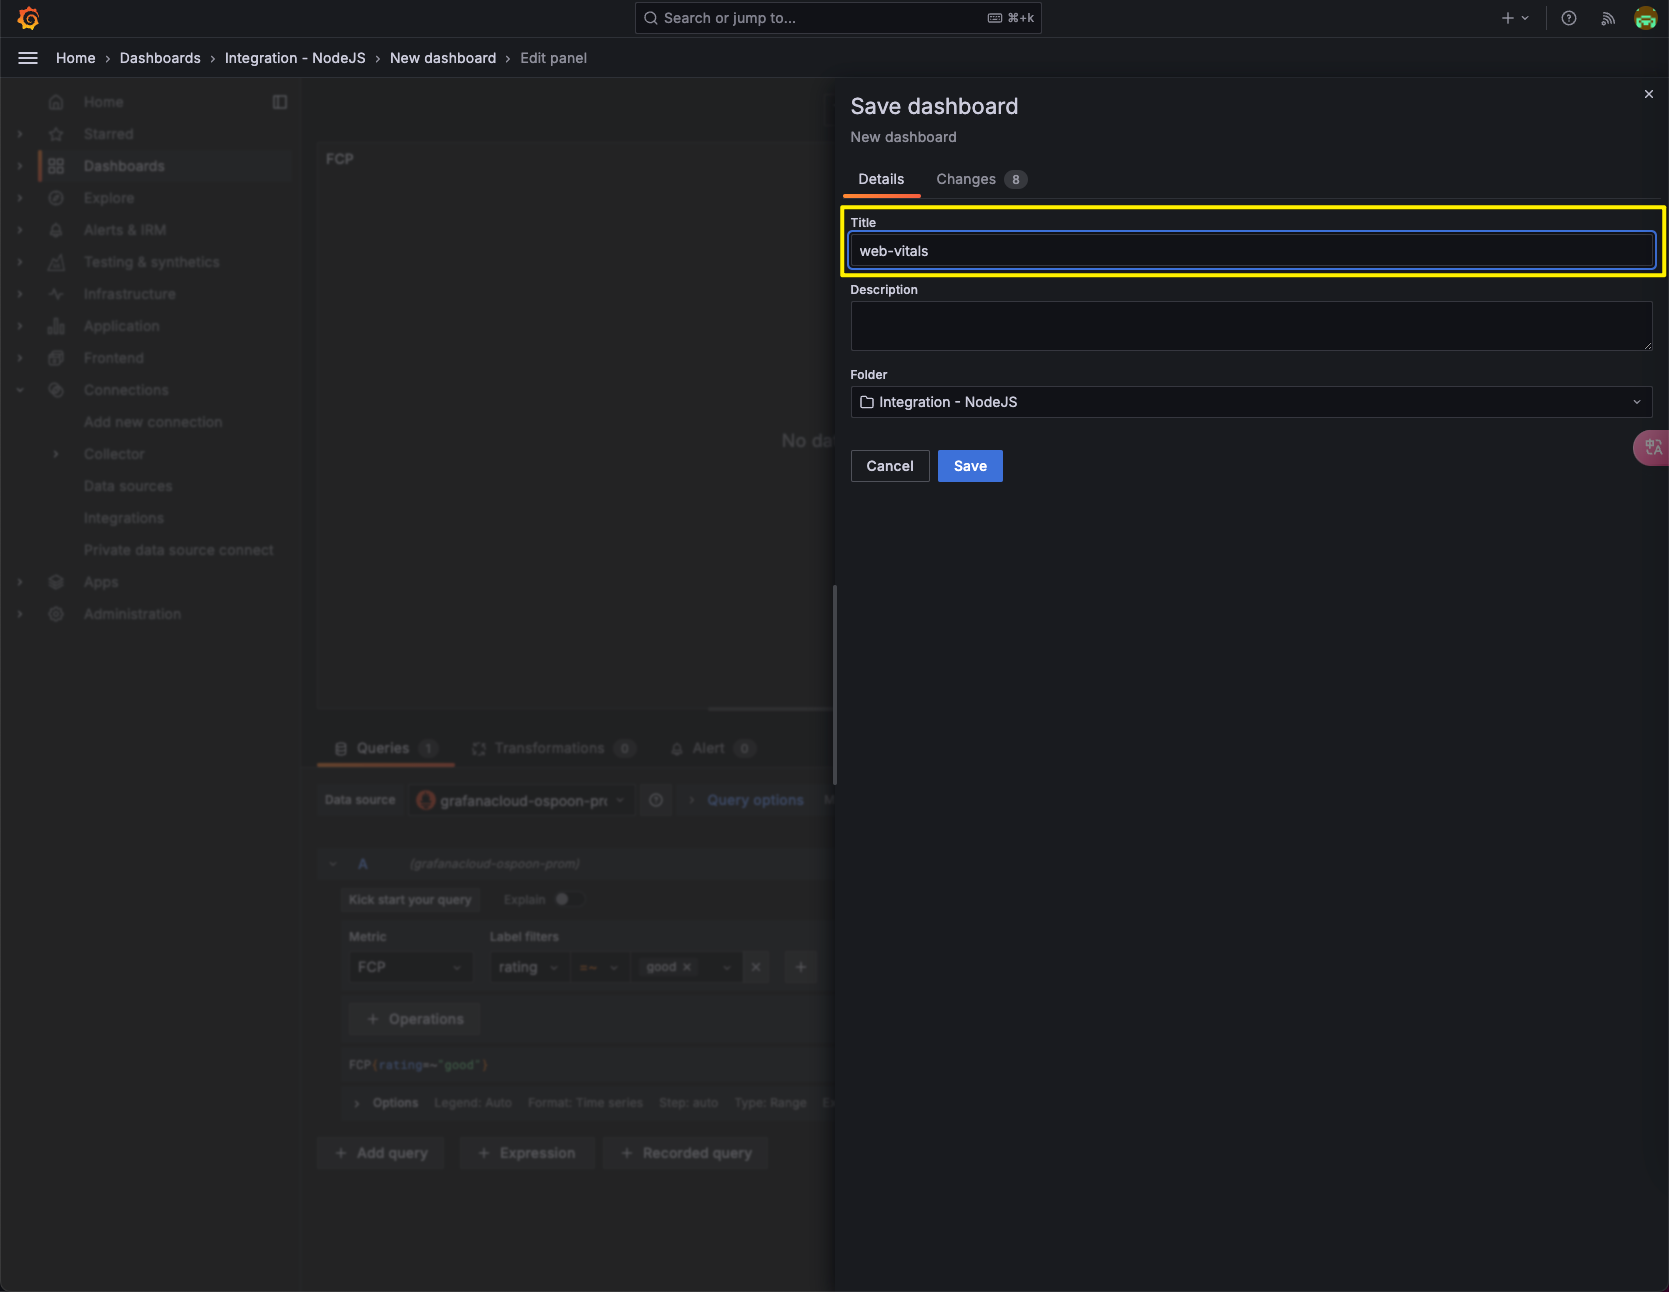 Search or jump to...
⌘+k
Home › Dashboards › Integration - NodeJS › New dashboard › Edit panel
Home
Starred
Dashboards
Explore
Alerts & IRM
Testing & synthetics
Infrastructure
Application
Frontend
Connections
Add new connection
Collector
Data sources
Integrations
Private data source connect
Apps
Administration
FCP
No da
Queries 1
Transformations 0
Alert 0
Data source
grafanacloud-ospoon-pr
Query options
M
A
(grafanacloud-ospoon-prom)
Kick start your query
Explain
Metric
Label filters
FCP
rating
=~
good ×
+ Operations
FCP{rating=~"good"}
Options Legend: Auto Format: Time series Step: auto Type: Range Ex
+ Add query
+ Expression
+ Recorded query
Save dashboard
New dashboard
Details
Changes 8
Title
web-vitals
Description
Folder
Integration - NodeJS
Cancel
Save
中A